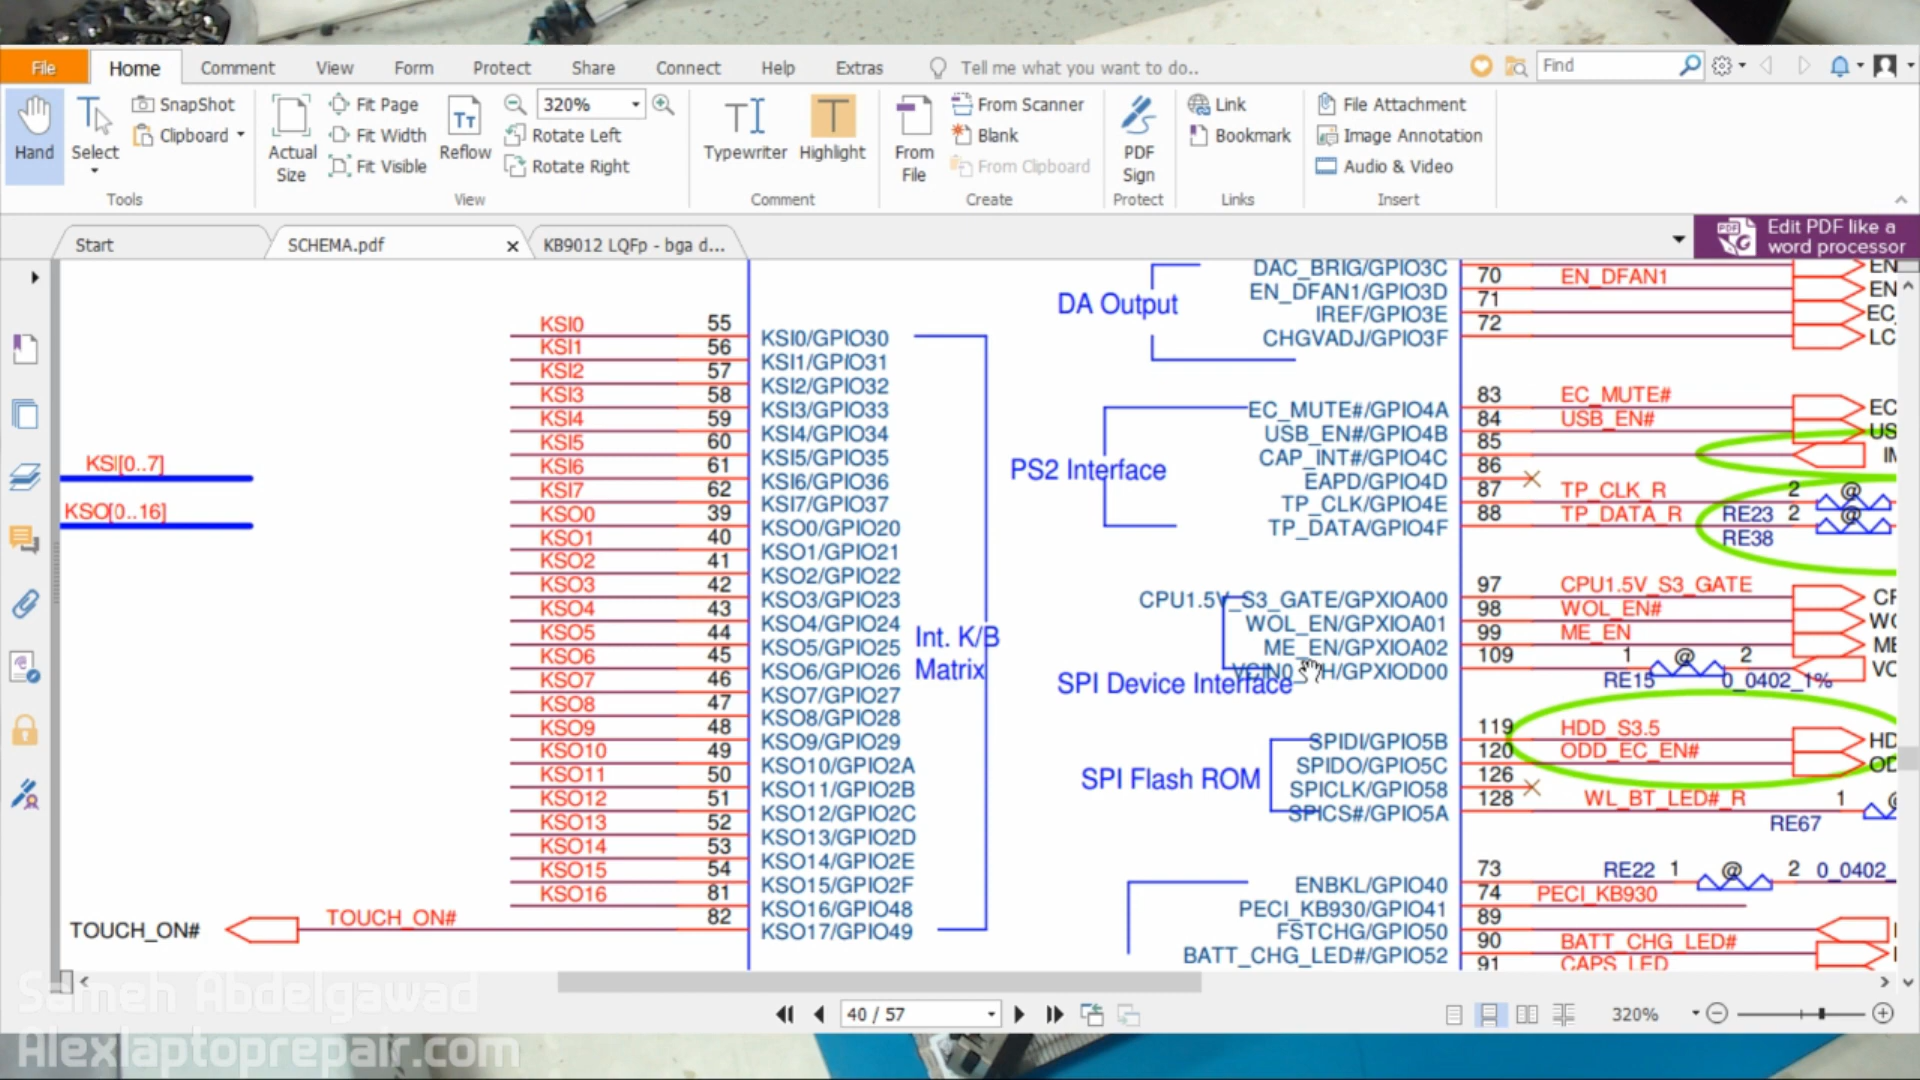 File Home Comment View Form Protect Share Connect Help Extras Tell me what you want to do.. Find
Hand Select SnapShot Clipboard
Tools
Actual Size Fit Page Fit Width Fit Visible Reflow 320% Rotate Left Rotate Right
View
Typewriter Highlight
Comment
From File From Scanner Blank From Clipboard
Create
PDF Sign
Protect
Link Bookmark
Links
File Attachment Image Annotation Audio & Video
Insert
Start SCHEMA.pdf KB9012 LQFp - bga d...
Edit PDF like a
word processor
KSI[0..7]
KSO[0..16]
KSI0 55 KSI0/GPIO30
KSI1 56 KSI1/GPIO31
KSI2 57 KSI2/GPIO32
KSI3 58 KSI3/GPIO33
KSI4 59 KSI4/GPIO34
KSI5 60 KSI5/GPIO35
KSI6 61 KSI6/GPIO36
KSI7 62 KSI7/GPIO37
KSO0 39 KSO0/GPIO20
KSO1 40 KSO1/GPIO21
KSO2 41 KSO2/GPIO22
KSO3 42 KSO3/GPIO23
KSO4 43 KSO4/GPIO24
KSO5 44 KSO5/GPIO25
KSO6 45 KSO6/GPIO26
KSO7 46 KSO7/GPIO27
KSO8 47 KSO8/GPIO28
KSO9 48 KSO9/GPIO29
KSO10 49 KSO10/GPIO2A
KSO11 50 KSO11/GPIO2B
KSO12 51 KSO12/GPIO2C
KSO13 52 KSO13/GPIO2D
KSO14 53 KSO14/GPIO2E
KSO15 54 KSO15/GPIO2F
KSO16 81 KSO16/GPIO48
TOUCH_ON# TOUCH_ON# 82 KSO17/GPIO49
Int. K/B
Matrix
DA Output
DAC_BRIG/GPIO3C 70 EN_DFAN1 EN
EN_DFAN1/GPIO3D 71 EN
IREF/GPIO3E 72 EC
CHGVADJ/GPIO3F LC
PS2 Interface
EC_MUTE#/GPIO4A 83 EC_MUTE# EC
USB_EN#/GPIO4B 84 USB_EN# US
CAP_INT#/GPIO4C 85
EAPD/GPIO4D 86
TP_CLK/GPIO4E 87 TP_CLK_R 2 @
TP_DATA/GPIO4F 88 TP_DATA_R RE23 2 @
RE38
SPI Device Interface
CPU1.5V_S3_GATE/GPXIOA00 97 CPU1.5V_S3_GATE
WOL_EN/GPXIOA01 98 WOL_EN#
ME_EN/GPXIOA02 99 ME_EN ME
109 1 @ 2
RE15 0_0402_1%
SPI Flash ROM
SPIDI/GPIO5B 119 HDD_S3.5
SPIDO/GPIO5C 120 ODD_EC_EN#
SPICLK/GPIO58 126
SPICS#/GPIO5A 128 WL_BT_LED#_R 1
RE67
ENBKL/GPIO40 73 RE22 1 @ 2 0_0402_
PECI_KB930/GPIO41 74 PECI_KB930
FSTCHG/GPIO50 89
BATT_CHG_LED#/GPIO52 90 BATT_CHG_LED#
91 CAPS_LED
40 / 57
320%
Sameh Abdelgawad
Alexlaptoprepair.com